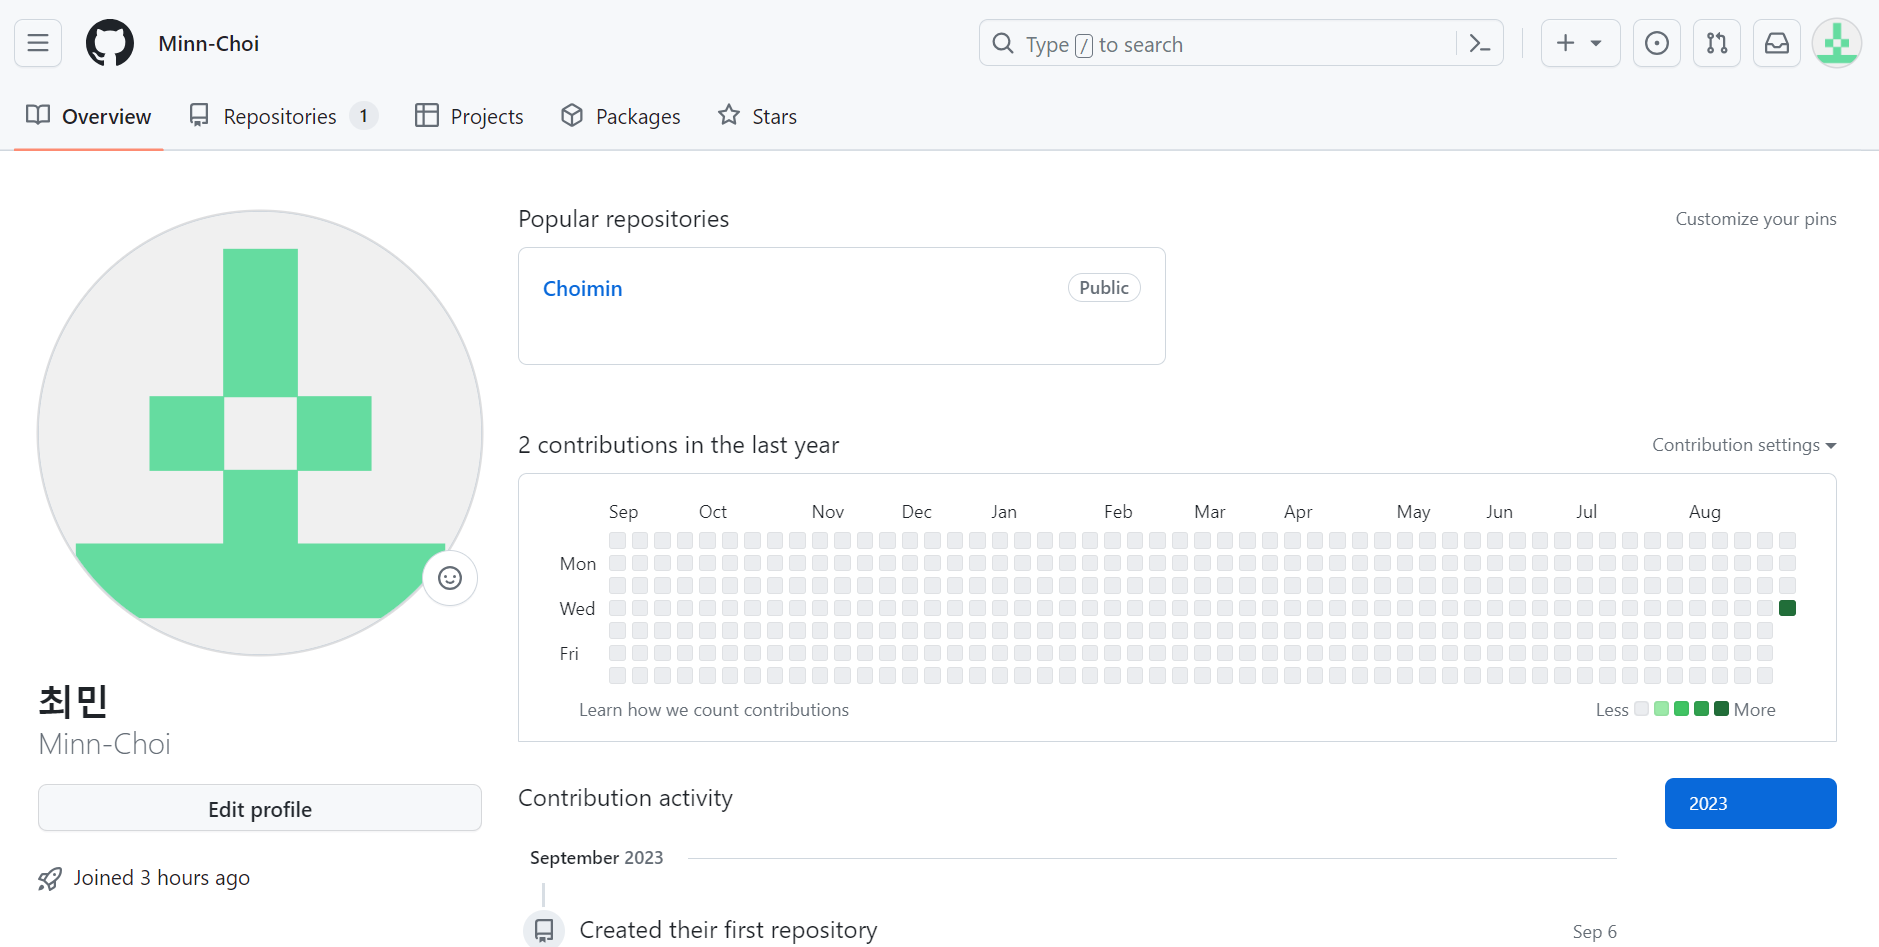 Minn-Choi
Type / to search
Overview
Repositories 1
Projects
Packages
Stars
Popular repositories
Customize your pins
Choimin
Public
2 contributions in the last year
Contribution settings
Sep Oct Nov Dec Jan Feb Mar Apr May Jun Jul Aug
Mon
Wed
Fri
Learn how we count contributions
Less More
최민
Minn-Choi
Edit profile
Joined 3 hours ago
Contribution activity
2023
September 2023
Created their first repository
Sep 6